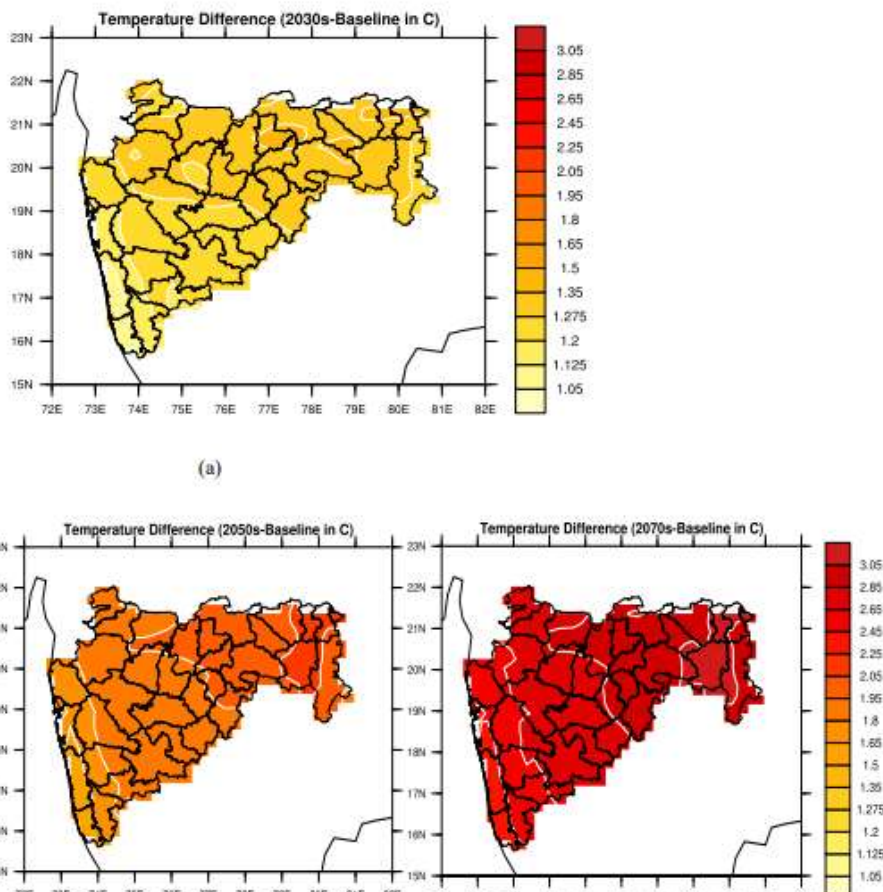 Temperature Difference (2030s-Baseline in C)
23N
22N
21N
20N
19N
18N
17N
16N
15N
72E 73E 74E 75E 76E 77E 78E 79E 80E 81E 82E
3.05
2.85
2.65
2.45
2.25
2.05
1.95
1.8
1.65
1.5
1.35
1.275
1.2
1.125
1.05
(a)
Temperature Difference (2050s-Baseline in C)
Temperature Difference (2070s-Baseline in C)
23N
22N
21N
20N
19N
18N
17N
16N
15N
3.05
2.85
2.65
2.45
2.25
2.05
1.95
1.8
1.65
1.5
1.35
1.275
1.2
1.125
1.05